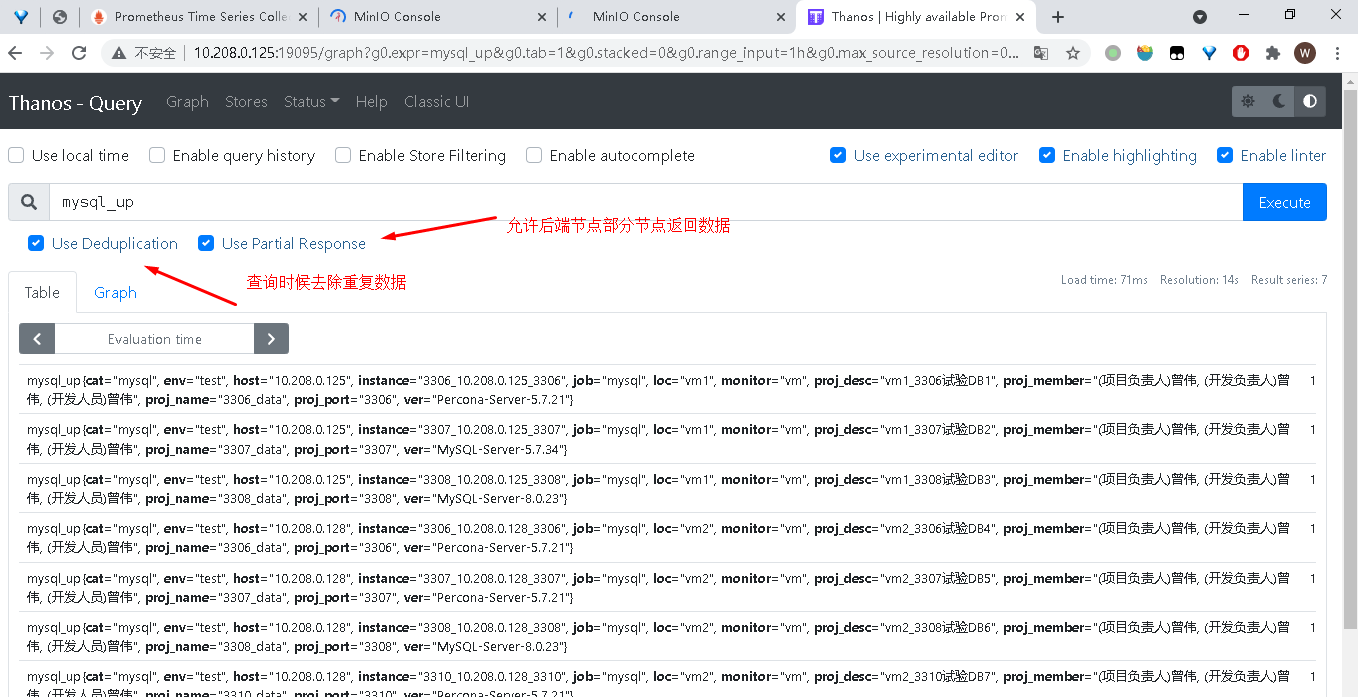 Prometheus Time Series Colle
MinIO Console
MinIO Console
Thanos | Highly available Pron
不安全
10.208.0.125:19095/graph?g0.expr=mysql_up&g0.tab=1&g0.stacked=0&g0.range_input=1h&g0.max_source_resolution=0...
W
Thanos - Query Graph Stores Status Help Classic UI
Use local time Enable query history Enable Store Filtering Enable autocomplete Use experimental editor Enable highlighting Enable linter
mysql_up Execute
允许后端节点部分节点返回数据
Use Deduplication Use Partial Response
查询时候去除重复数据
Load time: 71ms Resolution: 14s Result series: 7
Table Graph
Evaluation time
mysql_up{cat="mysql", env="test", host="10.208.0.125", instance="3306_10.208.0.125_3306", job="mysql", loc="vm1", monitor="vm", proj_desc="vm1_3306试验DB1", proj_member="(项目负责人)曾伟, (开发负责人)曾 1
伟, (开发人员)曾伟", proj_name="3306_data", proj_port="3306", ver="Percona-Server-5.7.21"}
mysql_up{cat="mysql", env="test", host="10.208.0.125", instance="3307_10.208.0.125_3307", job="mysql", loc="vm1", monitor="vm", proj_desc="vm1_3307试验DB2", proj_member="(项目负责人)曾伟, (开发负责人)曾 1
伟, (开发人员)曾伟", proj_name="3307_data", proj_port="3307", ver="MySQL-Server-5.7.34"}
mysql_up{cat="mysql", env="test", host="10.208.0.125", instance="3308_10.208.0.125_3308", job="mysql", loc="vm1", monitor="vm", proj_desc="vm1_3308试验DB3", proj_member="(项目负责人)曾伟, (开发负责人)曾 1
伟, (开发人员)曾伟", proj_name="3308_data", proj_port="3308", ver="MySQL-Server-8.0.23"}
mysql_up{cat="mysql", env="test", host="10.208.0.128", instance="3306_10.208.0.128_3306", job="mysql", loc="vm2", monitor="vm", proj_desc="vm2_3306试验DB4", proj_member="(项目负责人)曾伟, (开发负责人)曾 1
伟, (开发人员)曾伟", proj_name="3306_data", proj_port="3306", ver="Percona-Server-5.7.21"}
mysql_up{cat="mysql", env="test", host="10.208.0.128", instance="3307_10.208.0.128_3307", job="mysql", loc="vm2", monitor="vm", proj_desc="vm2_3307试验DB5", proj_member="(项目负责人)曾伟, (开发负责人)曾 1
伟, (开发人员)曾伟", proj_name="3307_data", proj_port="3307", ver="Percona-Server-5.7.21"}
mysql_up{cat="mysql", env="test", host="10.208.0.128", instance="3308_10.208.0.128_3308", job="mysql", loc="vm2", monitor="vm", proj_desc="vm2_3308试验DB6", proj_member="(项目负责人)曾伟, (开发负责人)曾 1
伟, (开发人员)曾伟", proj_name="3308_data", proj_port="3308", ver="MySQL-Server-8.0.23"}
mysql_up{cat="mysql", env="test", host="10.208.0.128", instance="3310_10.208.0.128_3310", job="mysql", loc="vm2", monitor="vm", proj_desc="vm2_3310试验DB7", proj_member="(项目负责人)曾伟, (开发负责人)曾 1
伟, (开发人员)曾伟", proj_name="3310_data", proj_port="3310", ver="Percona-Server-5.7.21"}